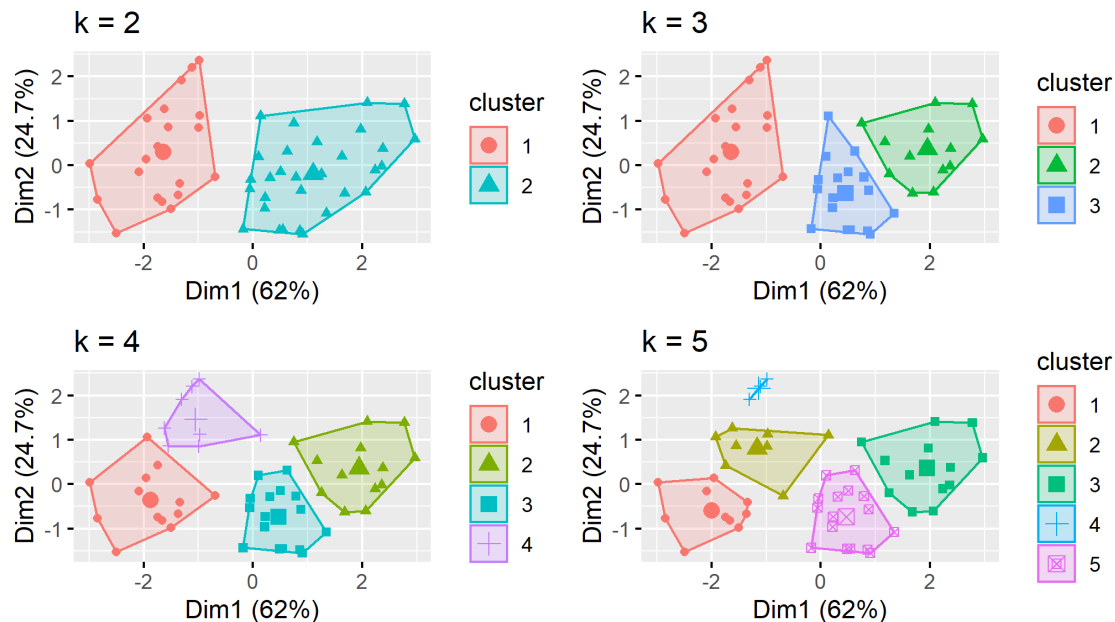 k = 2
Dim2 (24.7%)
2
1
0
-1
-2
0
2
Dim1 (62%)
cluster
1
2
k = 3
Dim2 (24.7%)
2
1
0
-1
-2
0
2
Dim1 (62%)
cluster
1
2
3
k = 4
Dim2 (24.7%)
2
1
0
-1
-2
0
2
Dim1 (62%)
cluster
1
2
3
4
k = 5
Dim2 (24.7%)
2
1
0
-1
-2
0
2
Dim1 (62%)
cluster
1
2
3
4
5